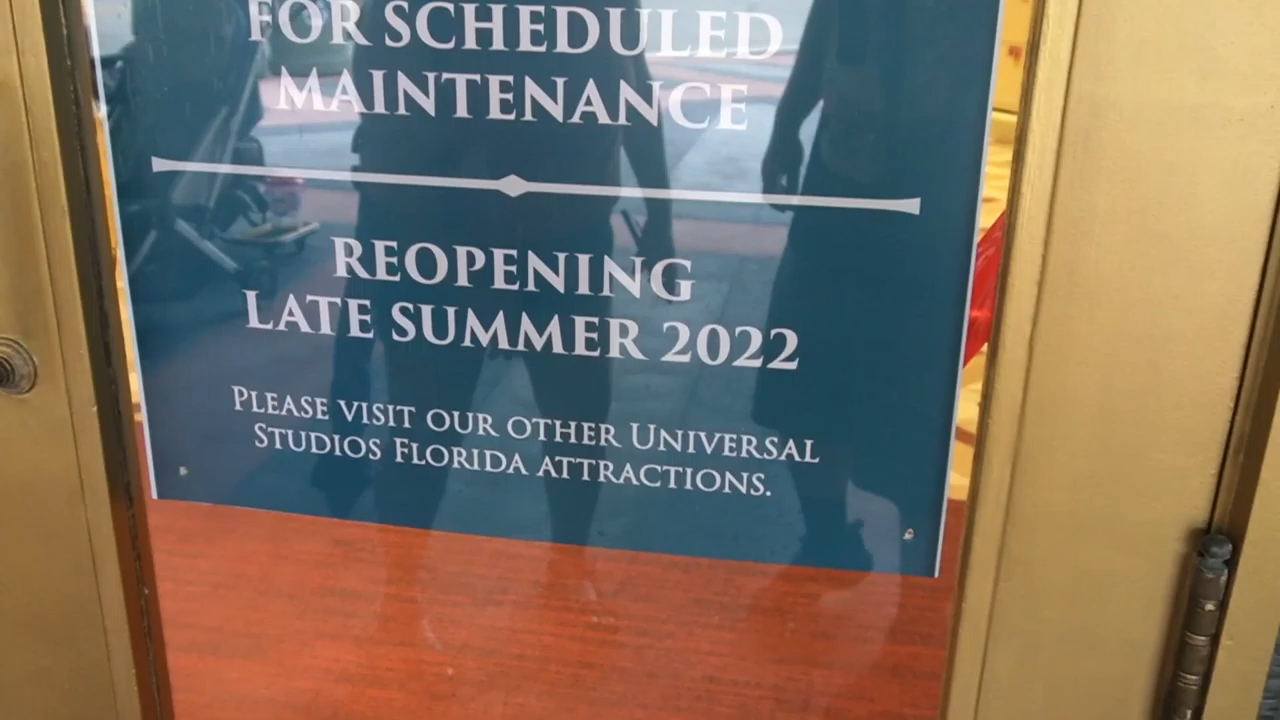 FOR SCHEDULED
MAINTENANCE
REOPENING
LATE SUMMER 2022
PLEASE VISIT OUR OTHER UNIVERSAL
STUDIOS FLORIDA ATTRACTIONS.